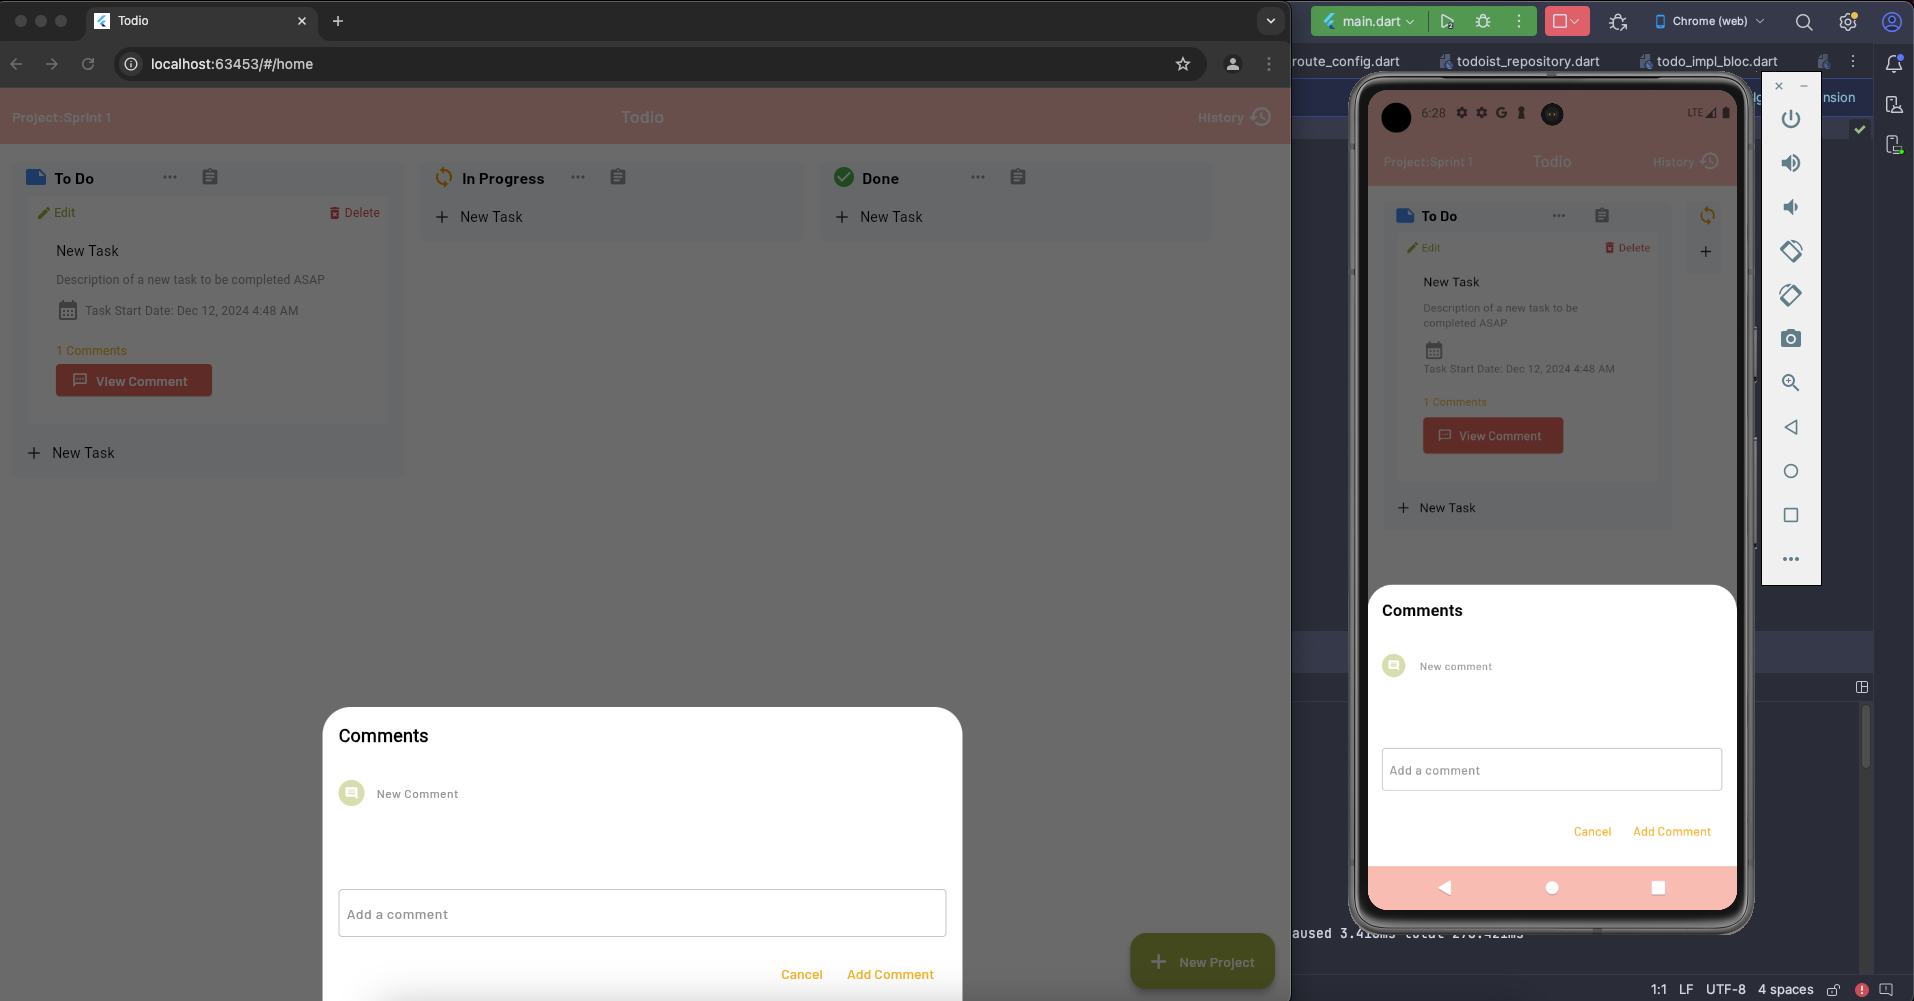 Todio
localhost:63453/#/home
Project:Sprint 1
Todio
History
To Do
Edit
Delete
New Task
Description of a new task to be completed ASAP
Task Start Date: Dec 12, 2024 4:48 AM
1 Comments
View Comment
New Task
In Progress
New Task
Done
New Task
Comments
New Comment
Add a comment
Cancel
Add Comment
New Project
main.dart
Chrome (web)
route_config.dart
todoist_repository.dart
todo_impl_bloc.dart
nsion
6:28
G
LTE
Project:Sprint 1
Todio
History
To Do
Edit
Delete
New Task
Description of a new task to be
completed ASAP
Task Start Date: Dec 12, 2024 4:48 AM
1 Comments
View Comment
New Task
Comments
New comment
Add a comment
Cancel
Add Comment
1:1 LF UTF-8 4 spaces